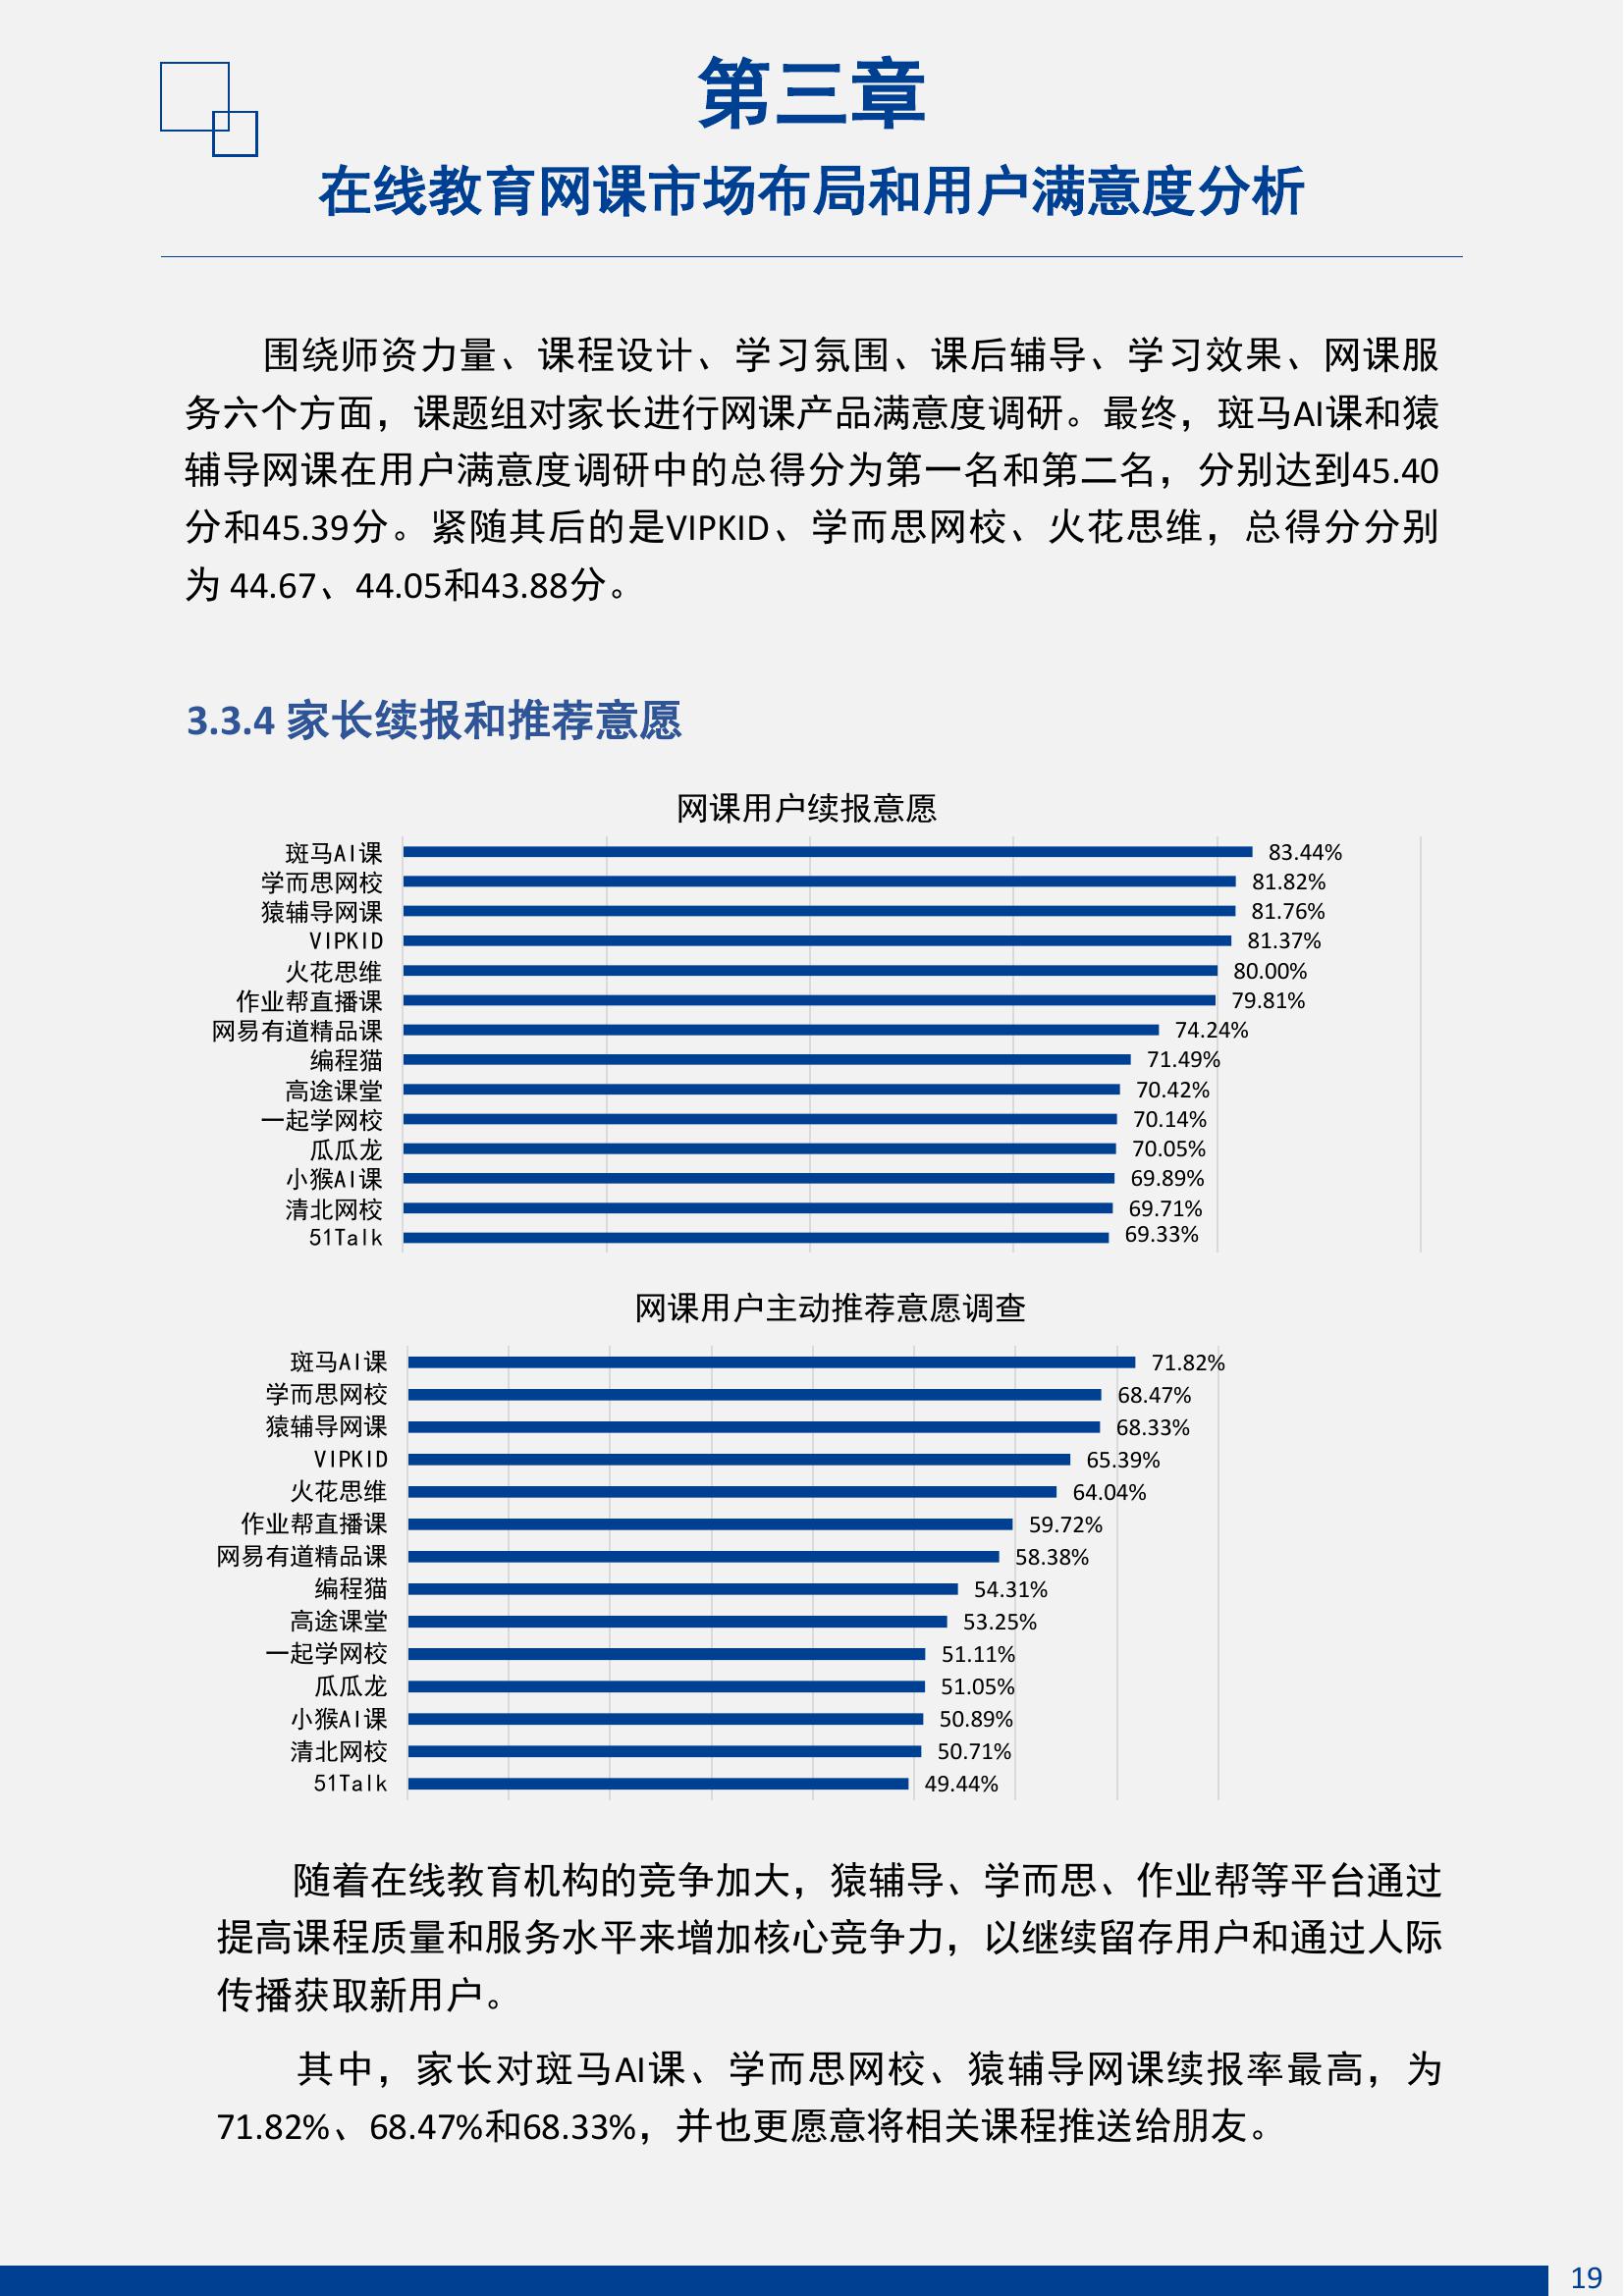 第三章
在线教育网课市场布局和用户满意度分析
围绕师资力量、课程设计、学习氛围、课后辅导、学习效果、网课服
务六个方面，课题组对家长进行网课产品满意度调研。最终，斑马AI课和猿
辅导网课在用户满意度调研中的总得分为第一名和第二名，分别达到45.40
分和45.39分。紧随其后的是VIPKID、学而思网校、火花思维，总得分分别
为 44.67、44.05和43.88分。
3.3.4 家长续报和推荐意愿
网课用户续报意愿
斑马AI课 83.44%
学而思网校 81.82%
猿辅导网课 81.76%
VIPKID 81.37%
火花思维 80.00%
作业帮直播课 79.81%
网易有道精品课 74.24%
编程猫 71.49%
高途课堂 70.42%
一起学网校 70.14%
瓜瓜龙 70.05%
小猴AI课 69.89%
清北网校 69.71%
51Talk 69.33%
网课用户主动推荐意愿调查
斑马AI课 71.82%
学而思网校 68.47%
猿辅导网课 68.33%
VIPKID 65.39%
火花思维 64.04%
作业帮直播课 59.72%
网易有道精品课 58.38%
编程猫 54.31%
高途课堂 53.25%
一起学网校 51.11%
瓜瓜龙 51.05%
小猴AI课 50.89%
清北网校 50.71%
51Talk 49.44%
随着在线教育机构的竞争加大，猿辅导、学而思、作业帮等平台通过
提高课程质量和服务水平来增加核心竞争力，以继续留存用户和通过人际
传播获取新用户。
其中，家长对斑马AI课、学而思网校、猿辅导网课续报率最高，为
71.82%、68.47%和68.33%，并也更愿意将相关课程推送给朋友。
19